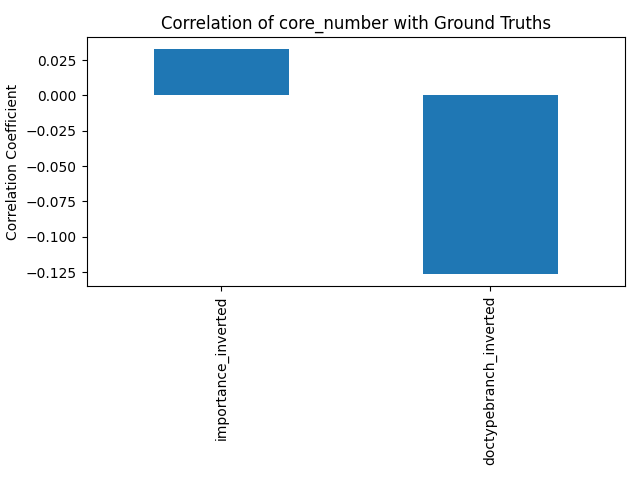 Correlation of core_number with Ground Truths
Correlation Coefficient
0.025
0.000
−0.025
−0.050
−0.075
−0.100
−0.125
importance_inverted
doctypebranch_inverted